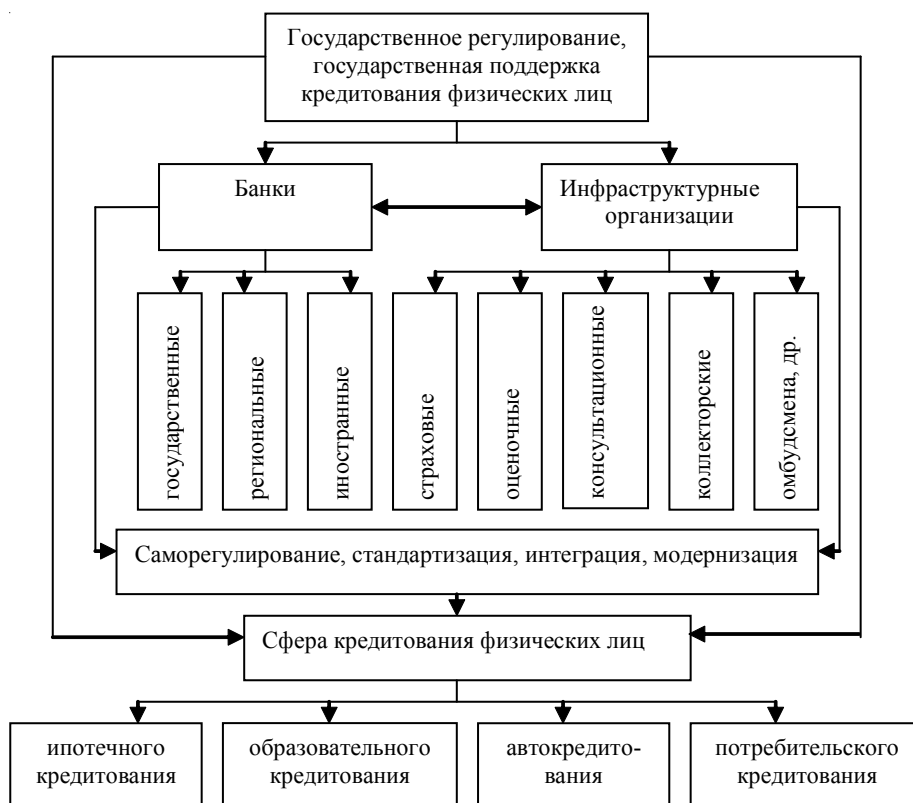 Государственное регулирование,
государственная поддержка
кредитования физических лиц
Банки
Инфраструктурные
организации
государственные
региональные
иностранные
страховые
оценочные
консультационные
коллекторские
омбудсмена, др.
Саморегулирование, стандартизация, интеграция, модернизация
Сфера кредитования физических лиц
ипотечного
кредитования
образовательного
кредитования
автокредито-
вания
потребительского
кредитования